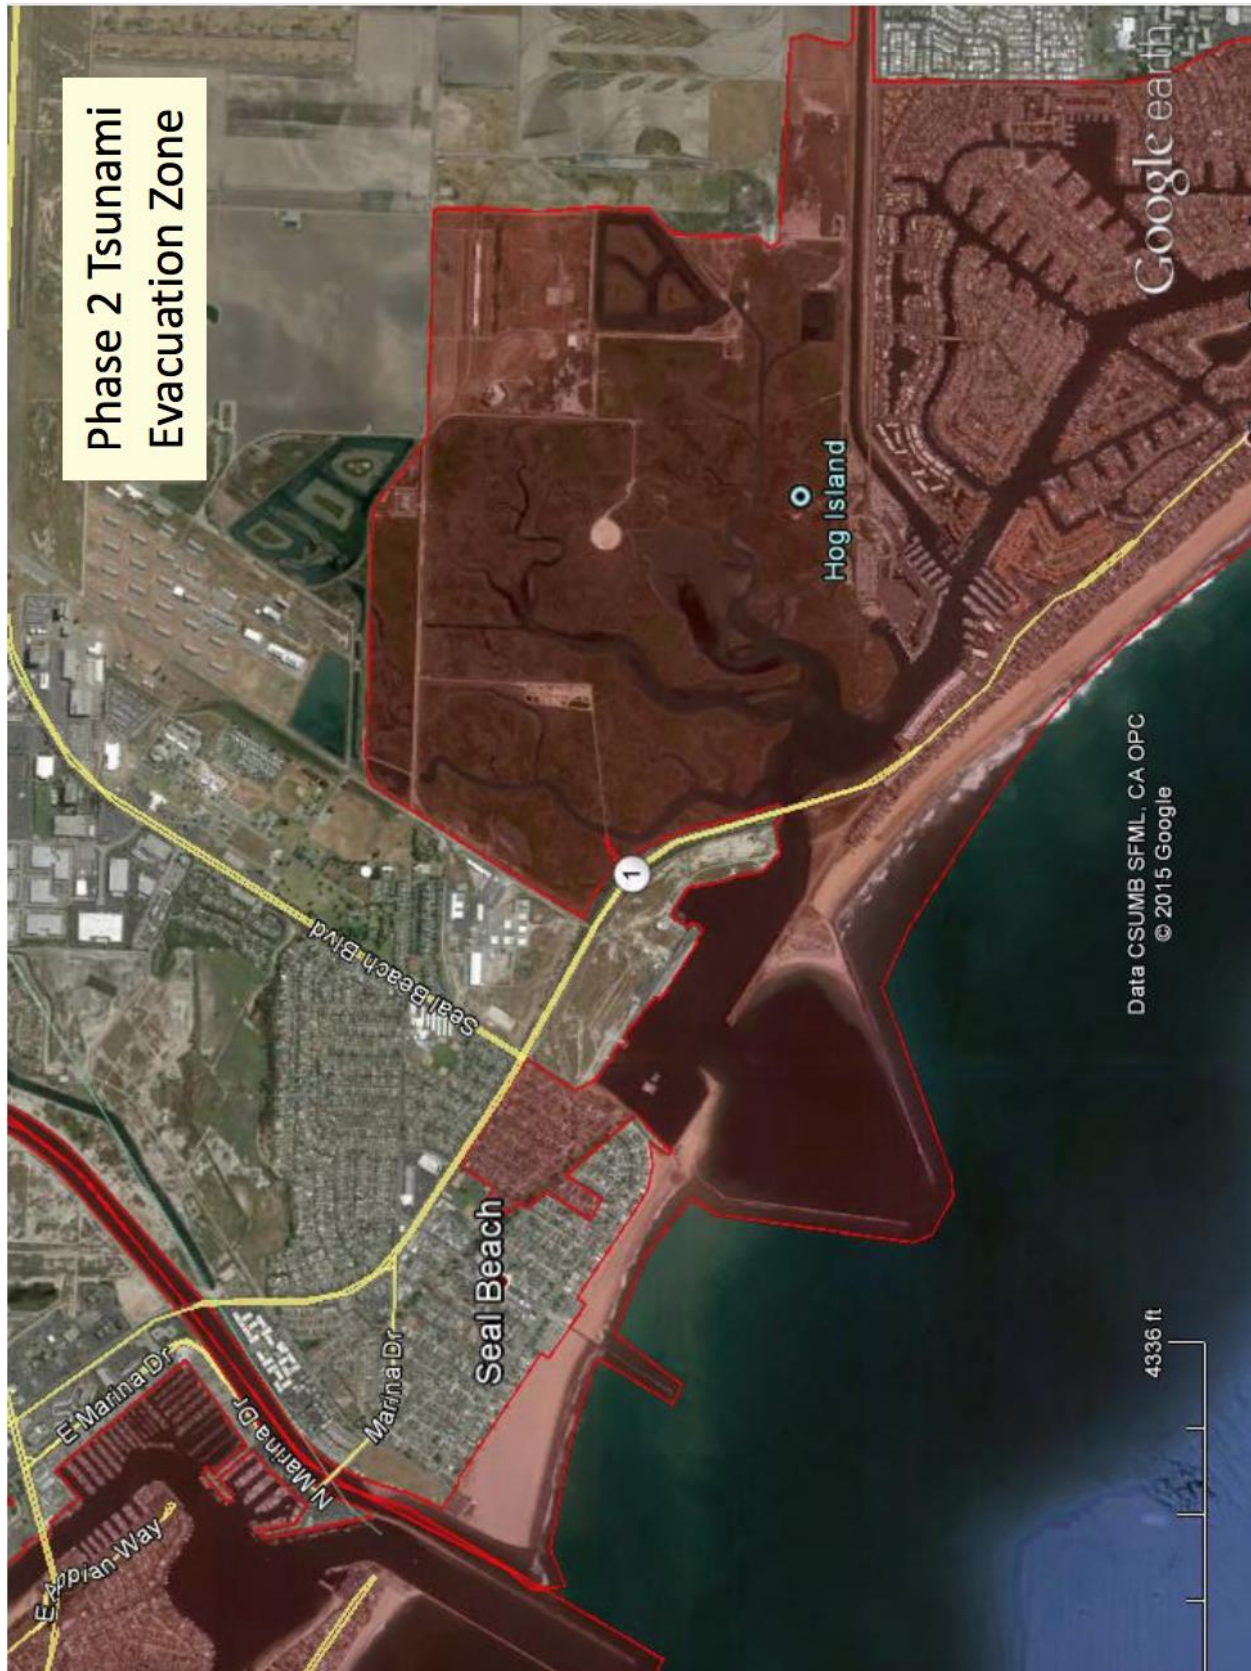 Phase 2 Tsunami
Evacuation Zone
E Appian Way
E Marina Dr
N Marina Dr
Marina Dr
Seal Beach Blvd
Seal Beach
1
Hog Island
Data CSUMB SFML, CA OPC
© 2015 Google
4336 ft
Google earth